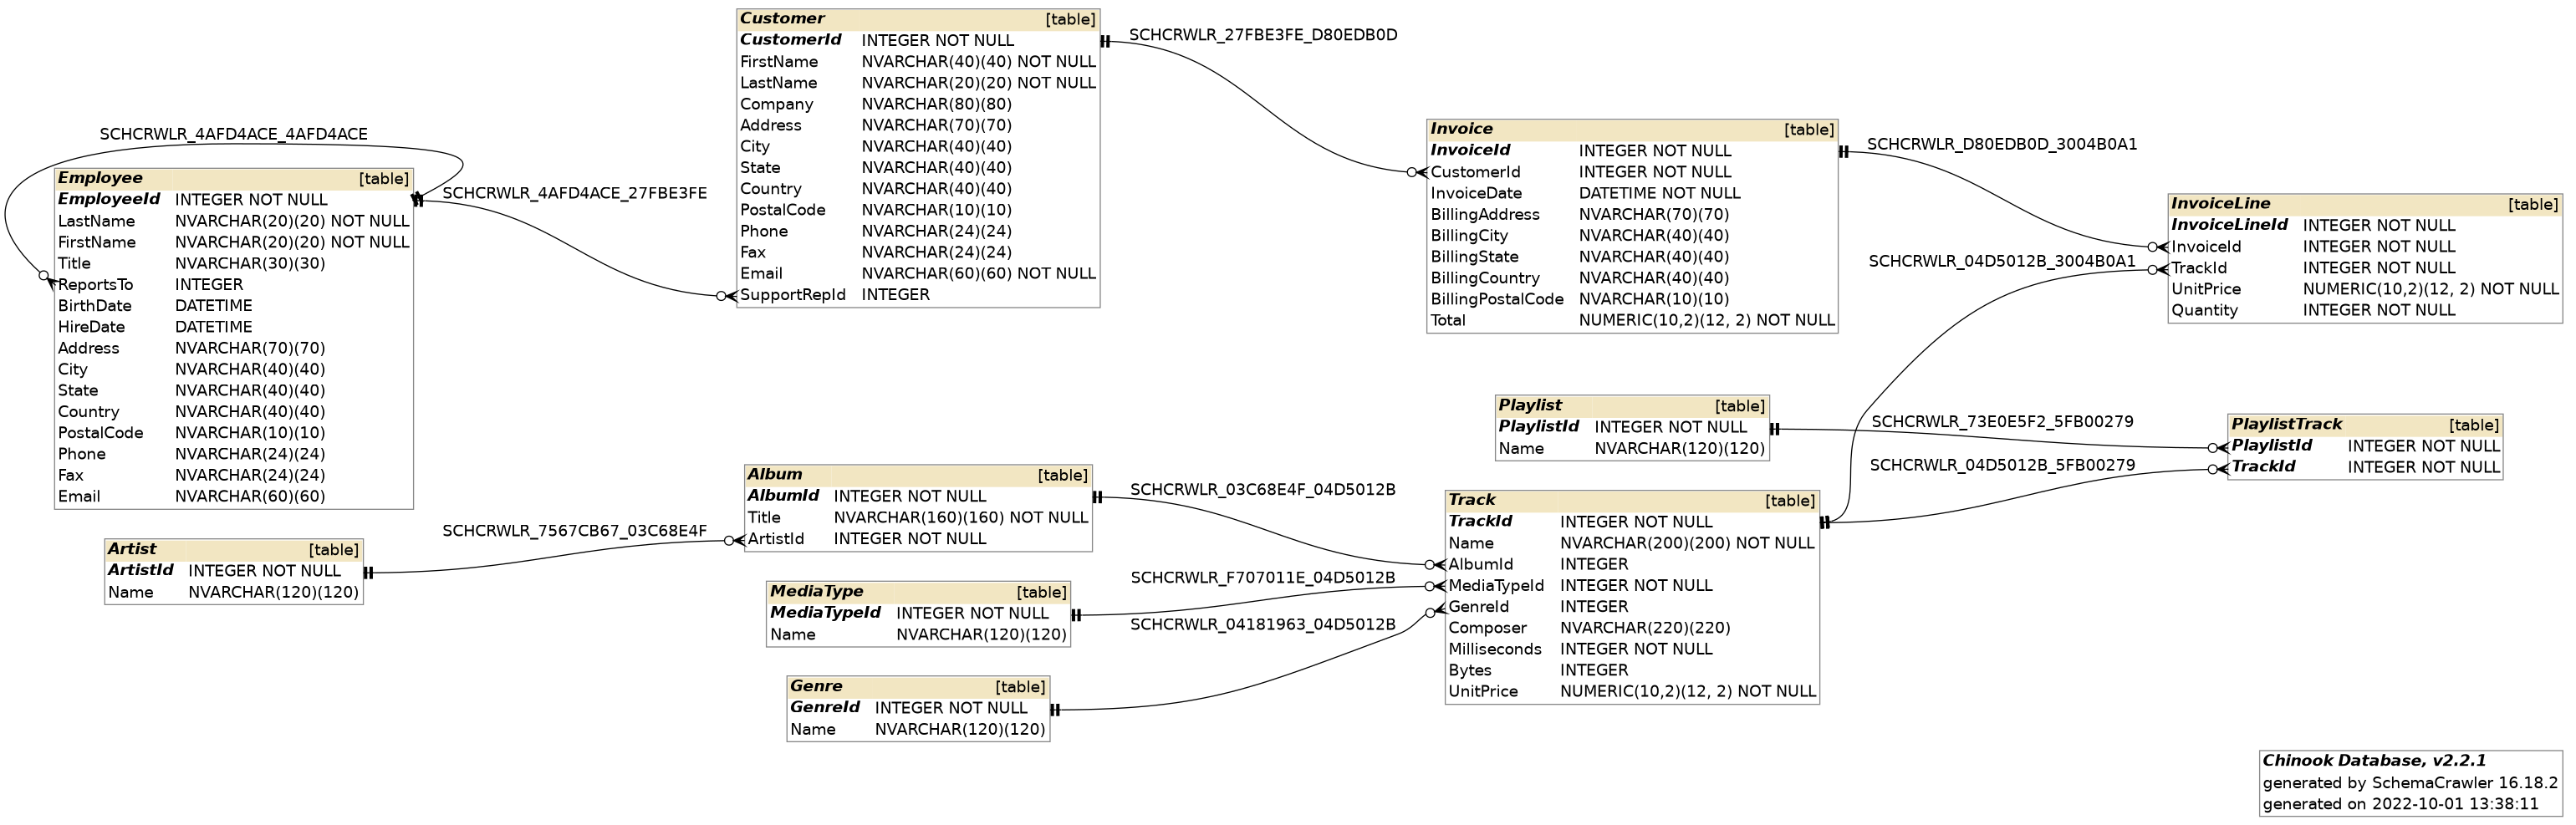 Customer [table]
CustomerId INTEGER NOT NULL
FirstName NVARCHAR(40)(40) NOT NULL
LastName NVARCHAR(20)(20) NOT NULL
Company NVARCHAR(80)(80)
Address NVARCHAR(70)(70)
City NVARCHAR(40)(40)
State NVARCHAR(40)(40)
Country NVARCHAR(40)(40)
PostalCode NVARCHAR(10)(10)
Phone NVARCHAR(24)(24)
Fax NVARCHAR(24)(24)
Email NVARCHAR(60)(60) NOT NULL
SupportRepId INTEGER
SCHCRWLR_27FBE3FE_D80EDB0D
SCHCRWLR_4AFD4ACE_4AFD4ACE
Employee [table]
EmployeeId INTEGER NOT NULL
LastName NVARCHAR(20)(20) NOT NULL
FirstName NVARCHAR(20)(20) NOT NULL
Title NVARCHAR(30)(30)
ReportsTo INTEGER
BirthDate DATETIME
HireDate DATETIME
Address NVARCHAR(70)(70)
City NVARCHAR(40)(40)
State NVARCHAR(40)(40)
Country NVARCHAR(40)(40)
PostalCode NVARCHAR(10)(10)
Phone NVARCHAR(24)(24)
Fax NVARCHAR(24)(24)
Email NVARCHAR(60)(60)
SCHCRWLR_4AFD4ACE_27FBE3FE
Invoice [table]
InvoiceId INTEGER NOT NULL
CustomerId INTEGER NOT NULL
InvoiceDate DATETIME NOT NULL
BillingAddress NVARCHAR(70)(70)
BillingCity NVARCHAR(40)(40)
BillingState NVARCHAR(40)(40)
BillingCountry NVARCHAR(40)(40)
BillingPostalCode NVARCHAR(10)(10)
Total NUMERIC(10,2)(12, 2) NOT NULL
SCHCRWLR_D80EDB0D_3004B0A1
InvoiceLine [table]
InvoiceLineId INTEGER NOT NULL
InvoiceId INTEGER NOT NULL
TrackId INTEGER NOT NULL
UnitPrice NUMERIC(10,2)(12, 2) NOT NULL
Quantity INTEGER NOT NULL
SCHCRWLR_04D5012B_3004B0A1
Playlist [table]
PlaylistId INTEGER NOT NULL
Name NVARCHAR(120)(120)
SCHCRWLR_73E0E5F2_5FB00279
PlaylistTrack [table]
PlaylistId INTEGER NOT NULL
TrackId INTEGER NOT NULL
SCHCRWLR_04D5012B_5FB00279
Album [table]
AlbumId INTEGER NOT NULL
Title NVARCHAR(160)(160) NOT NULL
ArtistId INTEGER NOT NULL
SCHCRWLR_03C68E4F_04D5012B
Track [table]
TrackId INTEGER NOT NULL
Name NVARCHAR(200)(200) NOT NULL
AlbumId INTEGER
MediaTypeId INTEGER NOT NULL
GenreId INTEGER
Composer NVARCHAR(220)(220)
Milliseconds INTEGER NOT NULL
Bytes INTEGER
UnitPrice NUMERIC(10,2)(12, 2) NOT NULL
Artist [table]
ArtistId INTEGER NOT NULL
Name NVARCHAR(120)(120)
SCHCRWLR_7567CB67_03C68E4F
MediaType [table]
MediaTypeId INTEGER NOT NULL
Name NVARCHAR(120)(120)
SCHCRWLR_F707011E_04D5012B
SCHCRWLR_04181963_04D5012B
Genre [table]
GenreId INTEGER NOT NULL
Name NVARCHAR(120)(120)
Chinook Database, v2.2.1
generated by SchemaCrawler 16.18.2
generated on 2022-10-01 13:38:11